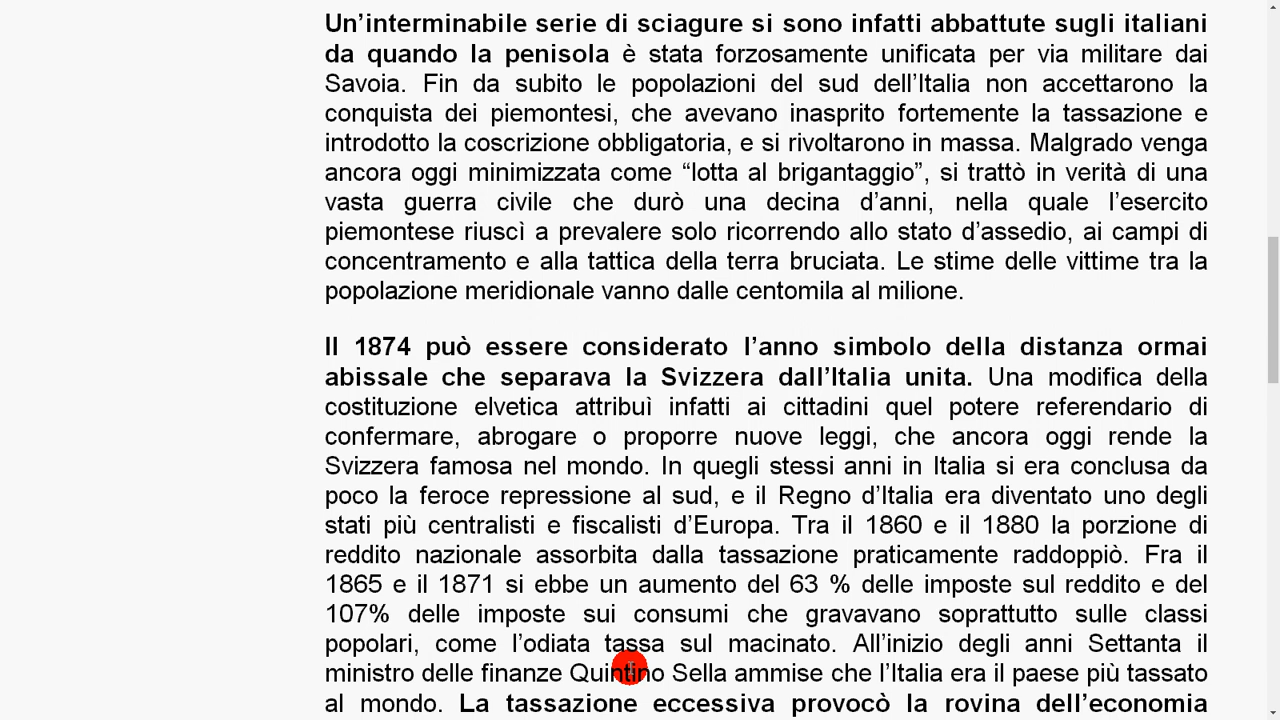 Un’interminabile serie di sciagure si sono infatti abbattute sugli italiani
da quando la penisola è stata forzosamente unificata per via militare dai
Savoia. Fin da subito le popolazioni del sud dell’Italia non accettarono la
conquista dei piemontesi, che avevano inasprito fortemente la tassazione e
introdotto la coscrizione obbligatoria, e si rivoltarono in massa. Malgrado venga
ancora oggi minimizzata come “lotta al brigantaggio”, si trattò in verità di una
vasta guerra civile che durò una decina d’anni, nella quale l’esercito
piemontese riuscì a prevalere solo ricorrendo allo stato d’assedio, ai campi di
concentramento e alla tattica della terra bruciata. Le stime delle vittime tra la
popolazione meridionale vanno dalle centomila al milione.
Il 1874 può essere considerato l’anno simbolo della distanza ormai
abissale che separava la Svizzera dall’Italia unita. Una modifica della
costituzione elvetica attribuì infatti ai cittadini quel potere referendario di
confermare, abrogare o proporre nuove leggi, che ancora oggi rende la
Svizzera famosa nel mondo. In quegli stessi anni in Italia si era conclusa da
poco la feroce repressione al sud, e il Regno d’Italia era diventato uno degli
stati più centralisti e fiscalisti d’Europa. Tra il 1860 e il 1880 la porzione di
reddito nazionale assorbita dalla tassazione praticamente raddoppiò. Fra il
1865 e il 1871 si ebbe un aumento del 63 % delle imposte sul reddito e del
107% delle imposte sui consumi che gravavano soprattutto sulle classi
popolari, come l’odiata tassa sul macinato. All’inizio degli anni Settanta il
ministro delle finanze Quintino Sella ammise che l’Italia era il paese più tassato
al mondo. La tassazione eccessiva provocò la rovina dell’economia